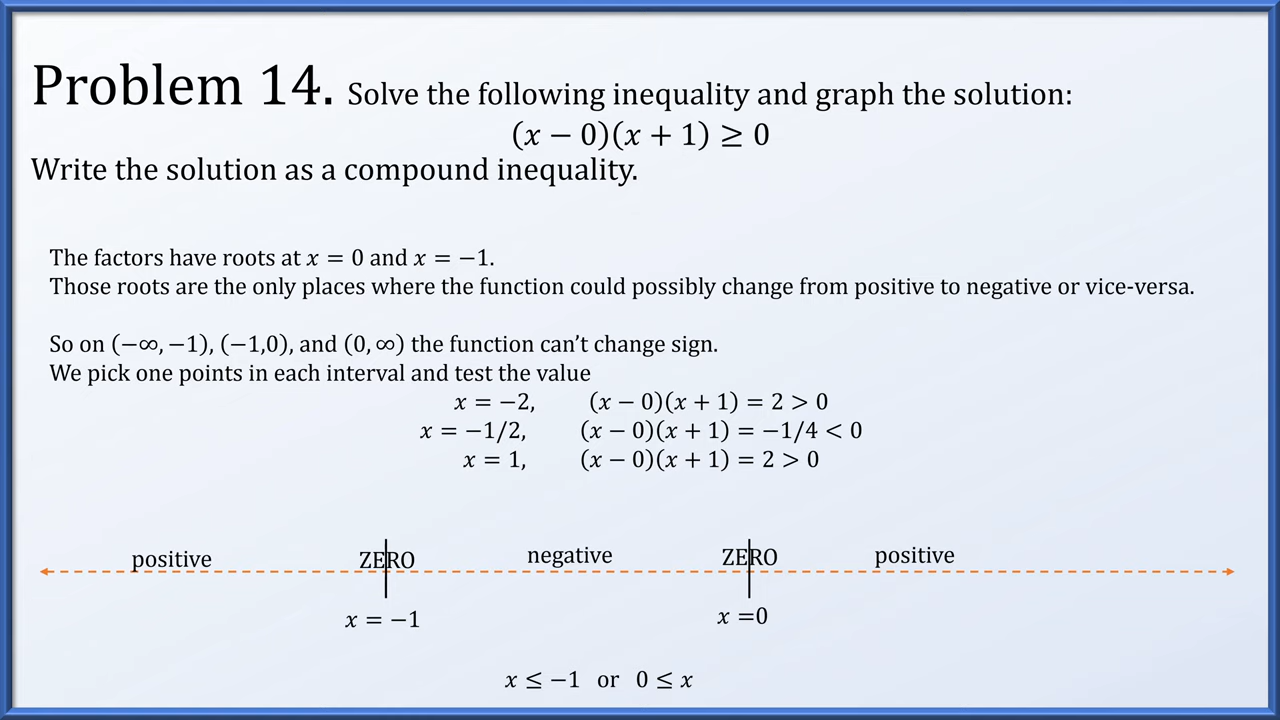 Problem 14. Solve the following inequality and graph the solution:
(x − 0)(x + 1) ≥ 0
Write the solution as a compound inequality.
The factors have roots at x = 0 and x = −1.
Those roots are the only places where the function could possibly change from positive to negative or vice-versa.
So on (−∞, −1), (−1,0), and (0, ∞) the function can’t change sign.
We pick one points in each interval and test the value
x = −2, (x − 0)(x + 1) = 2 > 0
x = −1/2, (x − 0)(x + 1) = −1/4 < 0
x = 1, (x − 0)(x + 1) = 2 > 0
positive ZERO negative ZERO positive
x = −1 x =0
x ≤ −1 or 0 ≤ x